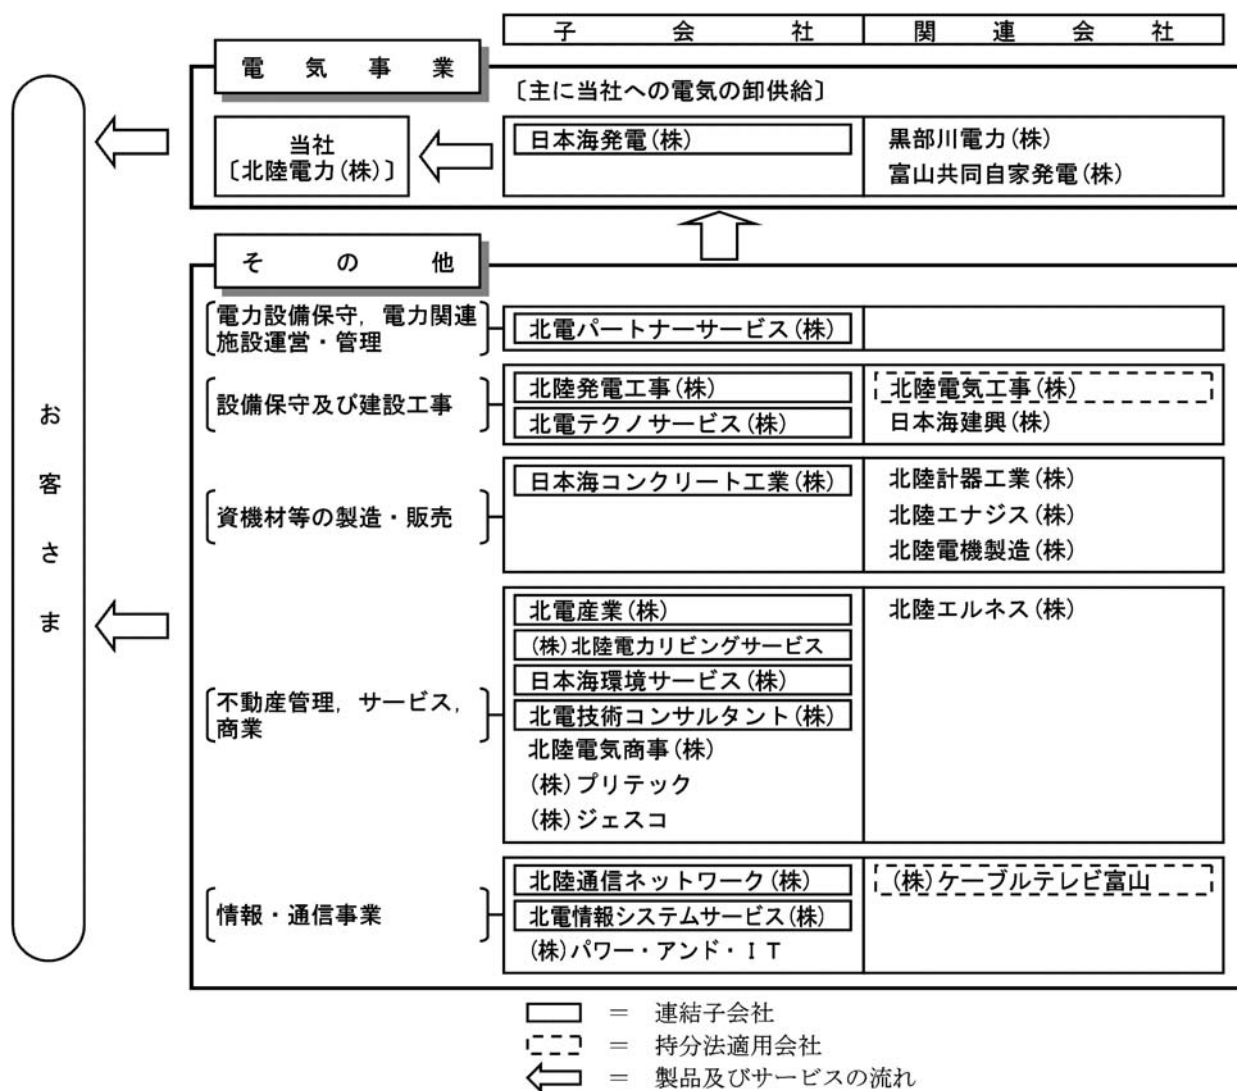 子会社 関連会社
電気事業
〔主に当社への電気の卸供給〕
当社
〔北陸電力(株)〕
日本海発電(株)
黒部川電力(株)
富山共同自家発電(株)
お客さま
その他
電力設備保守，電力関連
施設運営・管理
北電パートナーサービス(株)
設備保守及び建設工事
北陸発電工事(株)
北電テクノサービス(株)
北陸電気工事(株)
日本海建興(株)
資機材等の製造・販売
日本海コンクリート工業(株)
北陸計器工業(株)
北陸エナジス(株)
北陸電機製造(株)
不動産管理，サービス，
商業
北電産業(株)
(株)北陸電力リビングサービス
日本海環境サービス(株)
北電技術コンサルタント(株)
北陸電気商事(株)
(株)プリテック
(株)ジェスコ
北陸エルネス(株)
情報・通信事業
北陸通信ネットワーク(株)
北電情報システムサービス(株)
(株)パワー・アンド・ＩＴ
(株)ケーブルテレビ富山
＝ 連結子会社
＝ 持分法適用会社
＝ 製品及びサービスの流れ